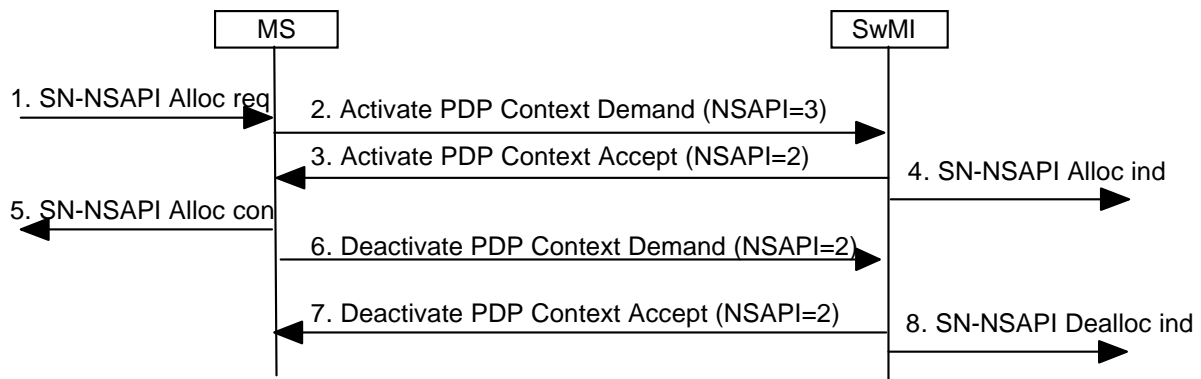 MS
SwMI
1. SN-NSAPI Alloc req
2. Activate PDP Context Demand (NSAPI=3)
3. Activate PDP Context Accept (NSAPI=2)
4. SN-NSAPI Alloc ind
5. SN-NSAPI Alloc con
6. Deactivate PDP Context Demand (NSAPI=2)
7. Deactivate PDP Context Accept (NSAPI=2)
8. SN-NSAPI Dealloc ind